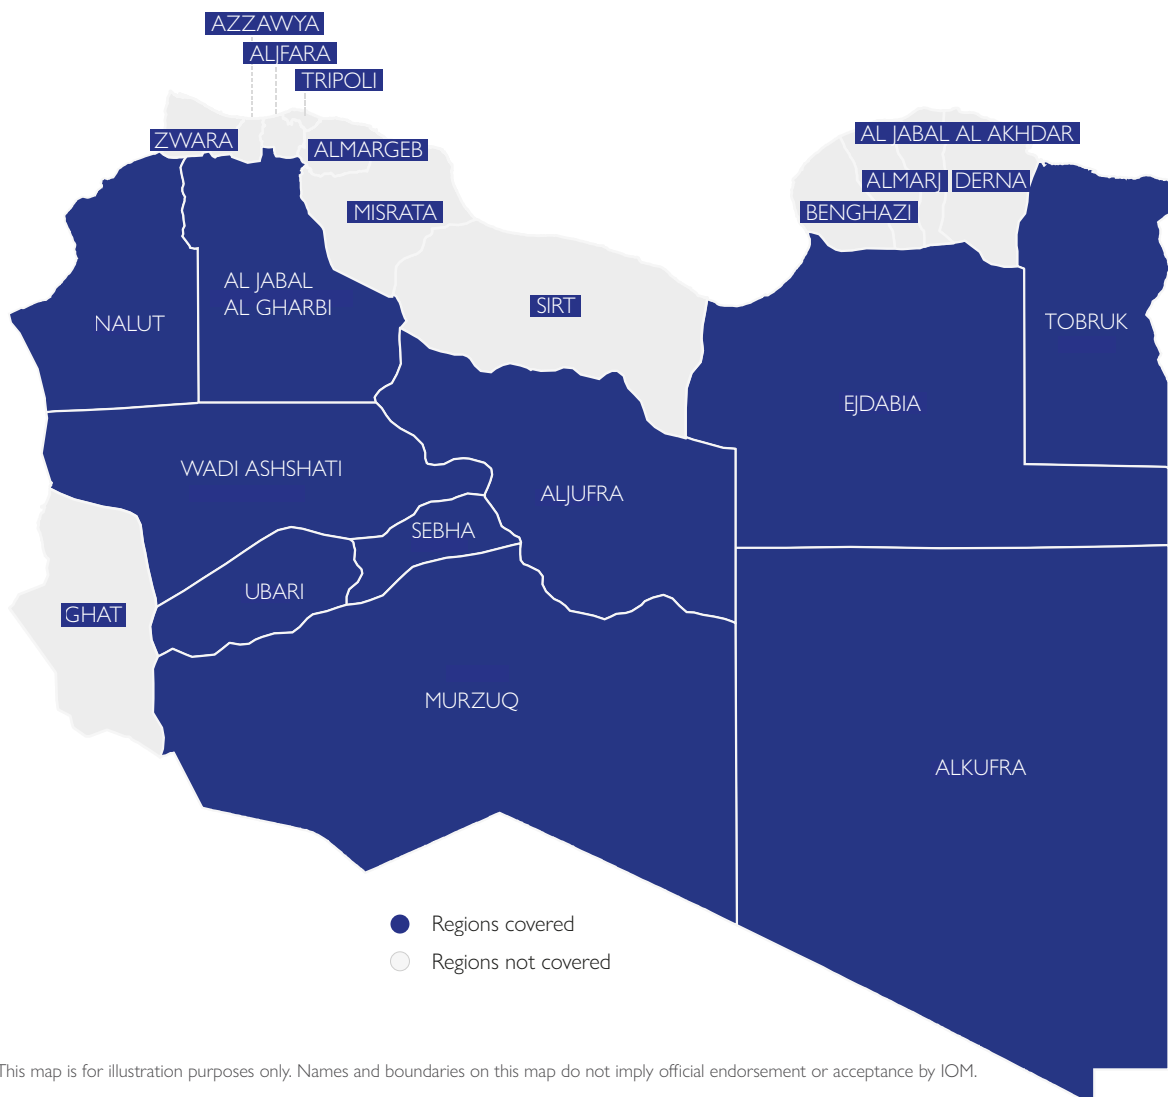 AZZAWYA
ALJFARA
TRIPOLI
ZWARA
ALMARGEB
AL JABAL AL AKHDAR
ALMARJ
DERNA
MISRATA
BENGHAZI
AL JABAL
AL GHARBI
SIRT
NALUT
TOBRUK
EJDABIA
WADI ASHSHATI
ALJUFRA
SEBHA
UBARI
GHAT
MURZUQ
ALKUFRA
Regions covered
Regions not covered
This map is for illustration purposes only. Names and boundaries on this map do not imply official endorsement or acceptance by IOM.